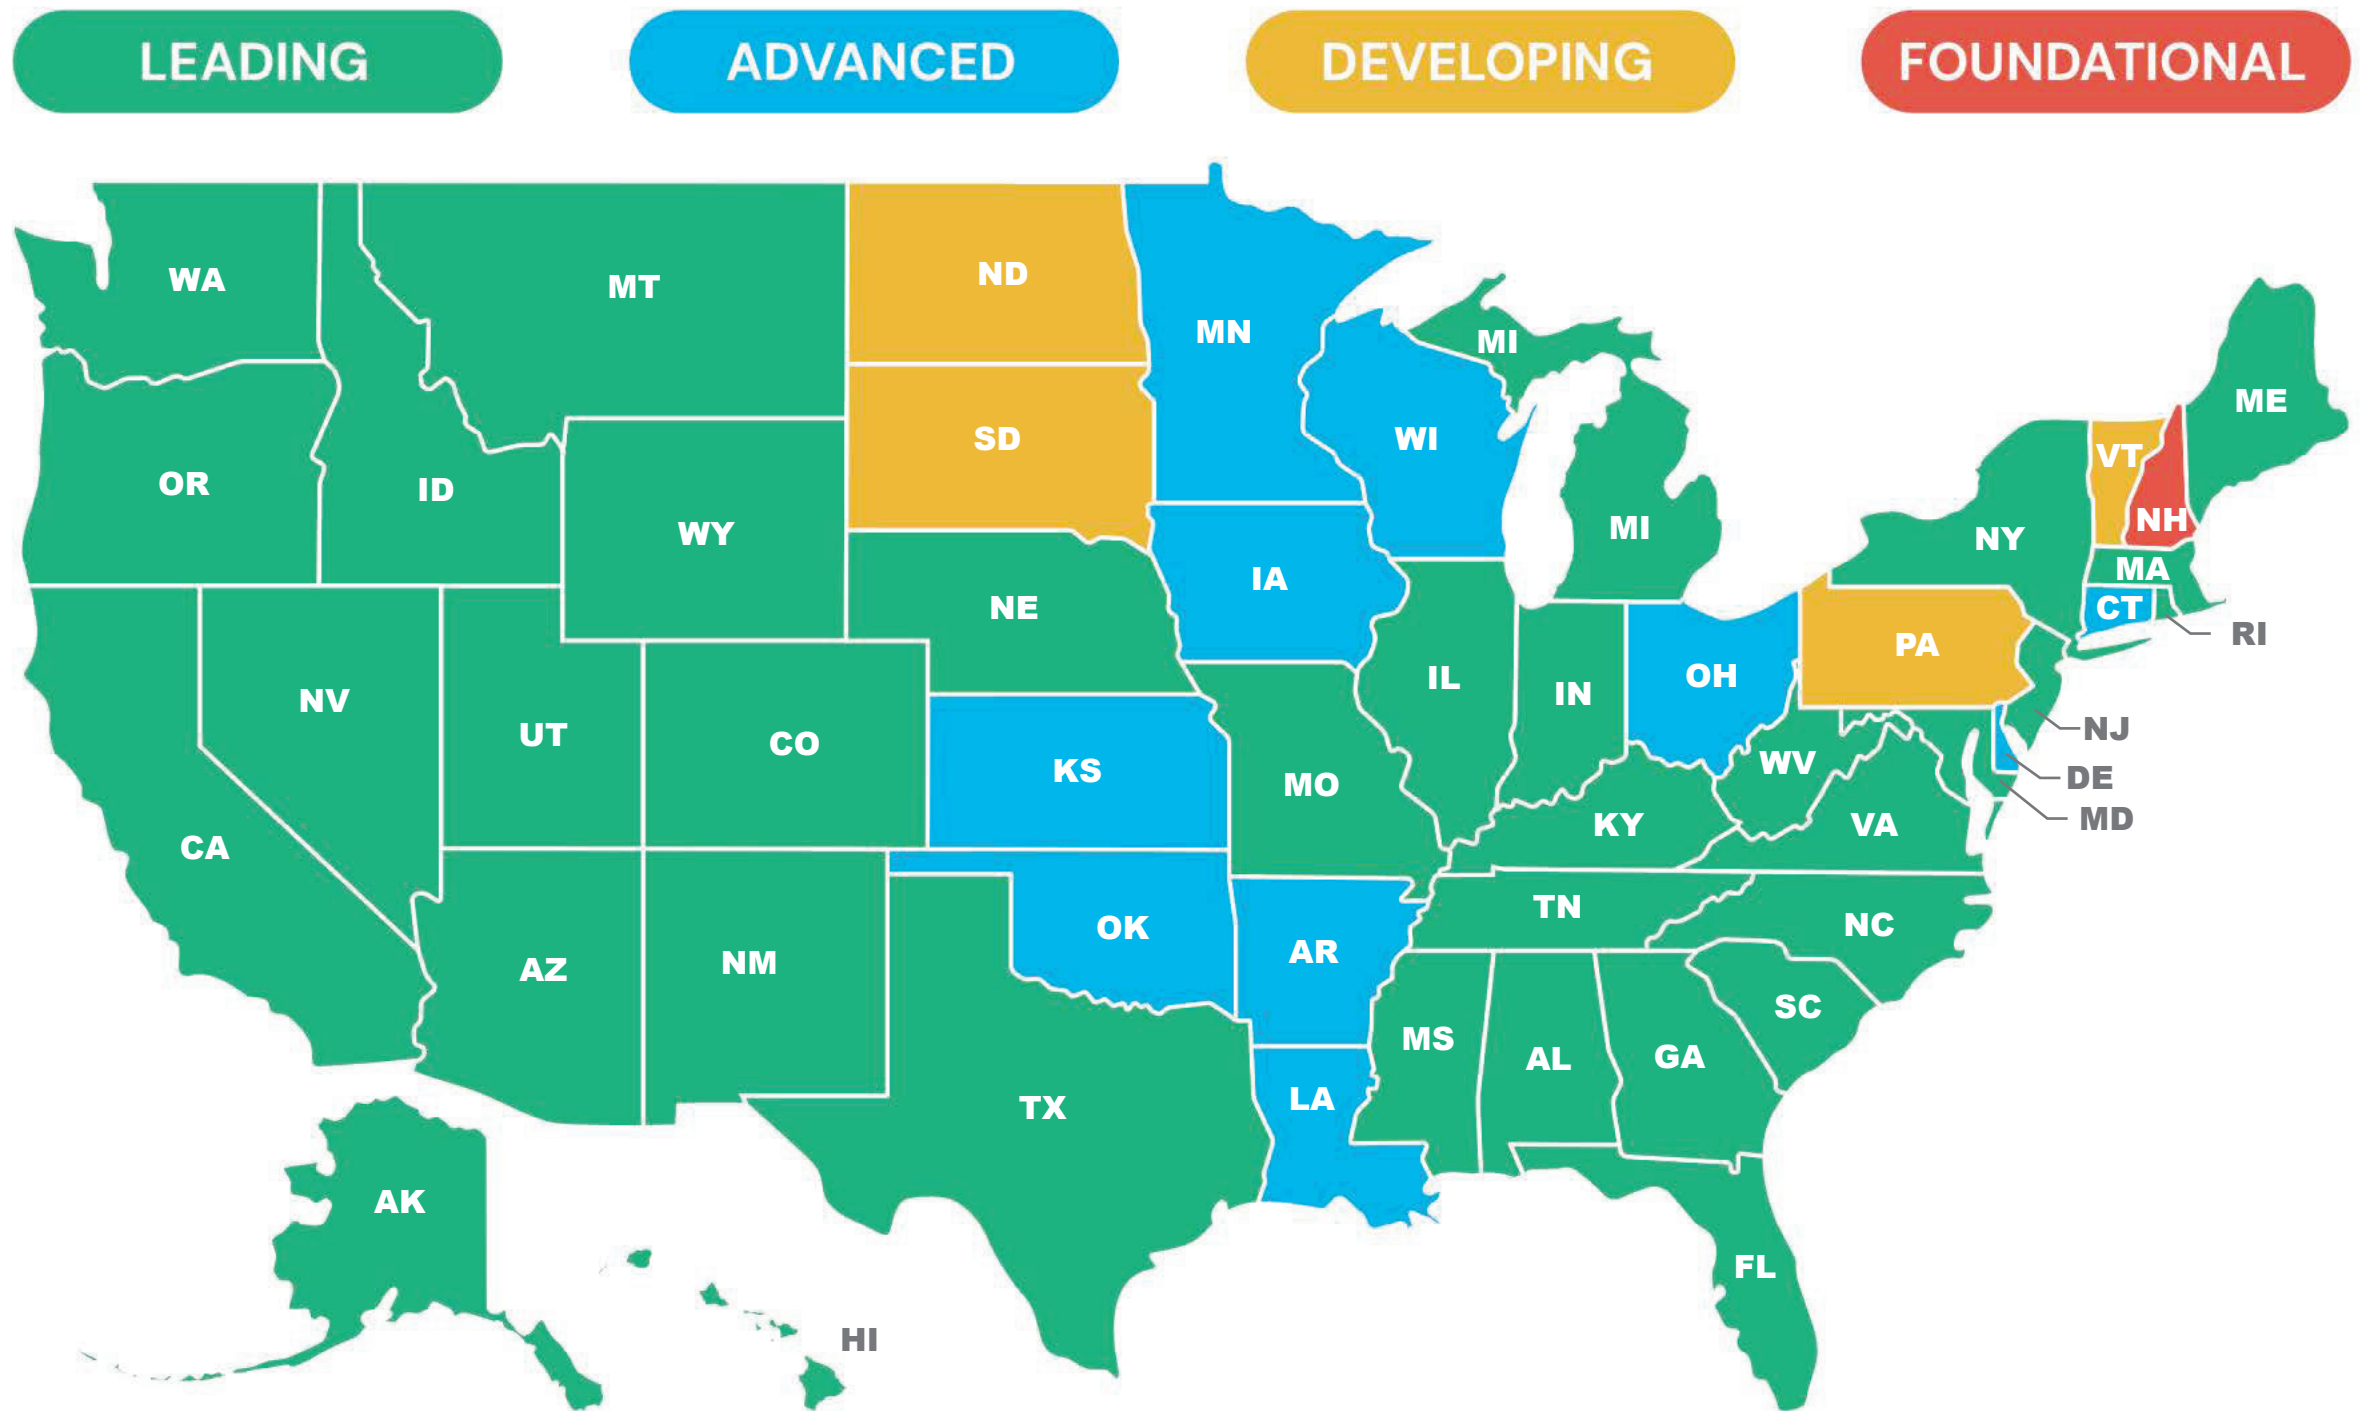 LEADING ADVANCED DEVELOPING FOUNDATIONAL
WA
MT
ND
MN
MI
ME
OR
ID
WY
SD
WI
MI
NY
VT
NH
MA
CT
RI
NE
IA
IL
IN
OH
PA
NJ
DE
MD
NV
UT
CO
KS
MO
WV
KY
VA
CA
AZ
NM
OK
AR
TN
NC
SC
MS
AL
GA
TX
LA
FL
AK
HI